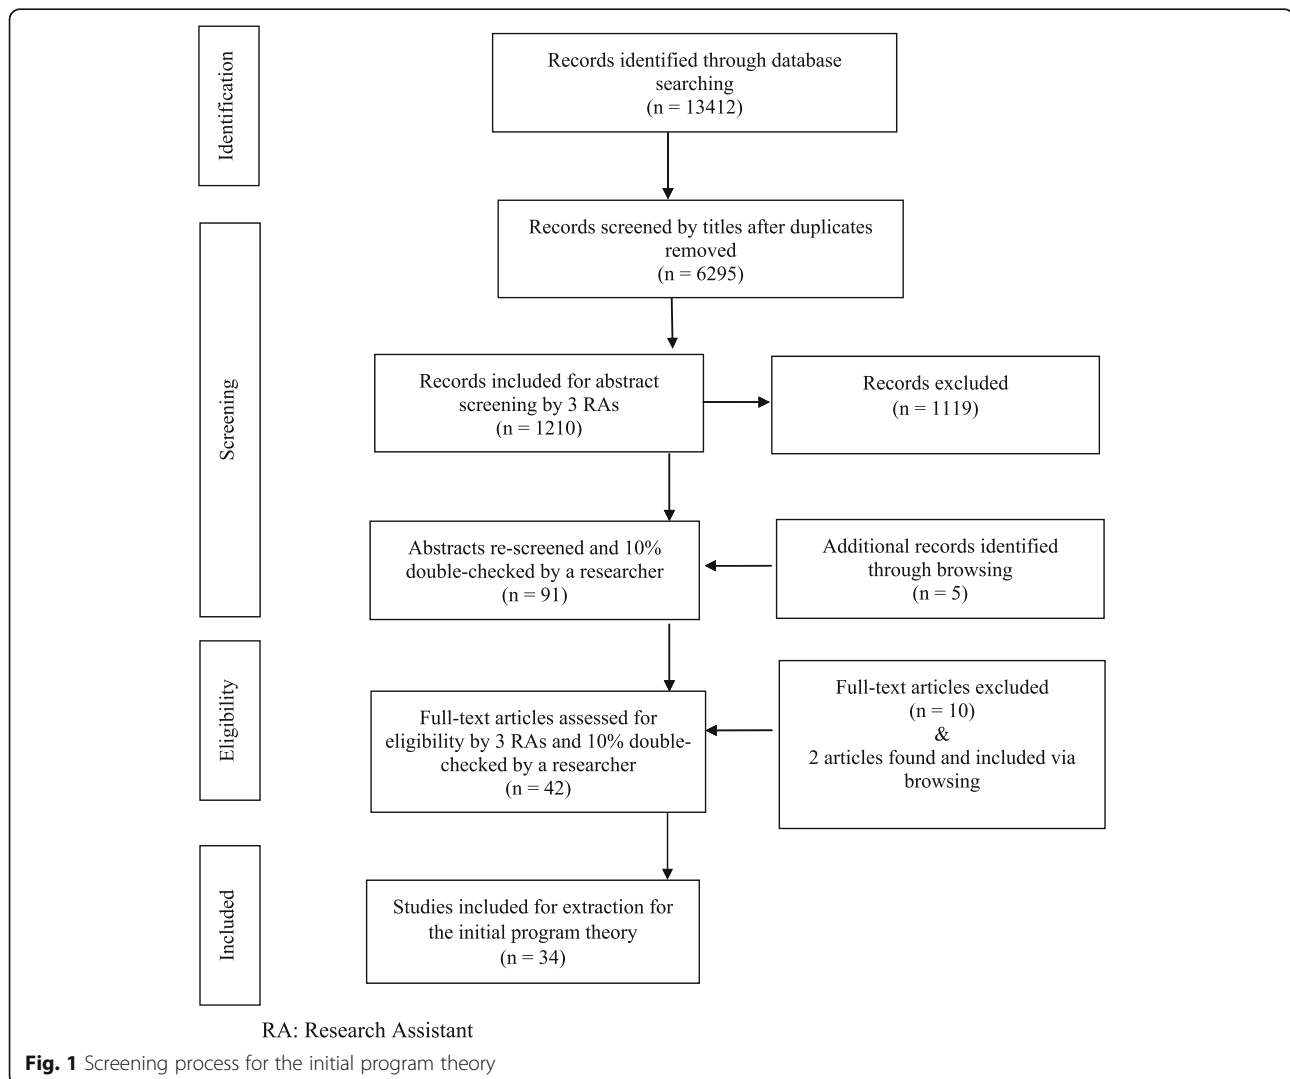 Identification
Records identified through database
searching
(n = 13412)
Screening
Records screened by titles after duplicates
removed
(n = 6295)
Records included for abstract
screening by 3 RAs
(n = 1210)
Records excluded
(n = 1119)
Abstracts re-screened and 10%
double-checked by a researcher
(n = 91)
Additional records identified
through browsing
(n = 5)
Eligibility
Full-text articles assessed for
eligibility by 3 RAs and 10% double-
checked by a researcher
(n = 42)
Full-text articles excluded
(n = 10)
&
2 articles found and included via
browsing
Included
Studies included for extraction for
the initial program theory
(n = 34)
RA: Research Assistant
Fig. 1 Screening process for the initial program theory